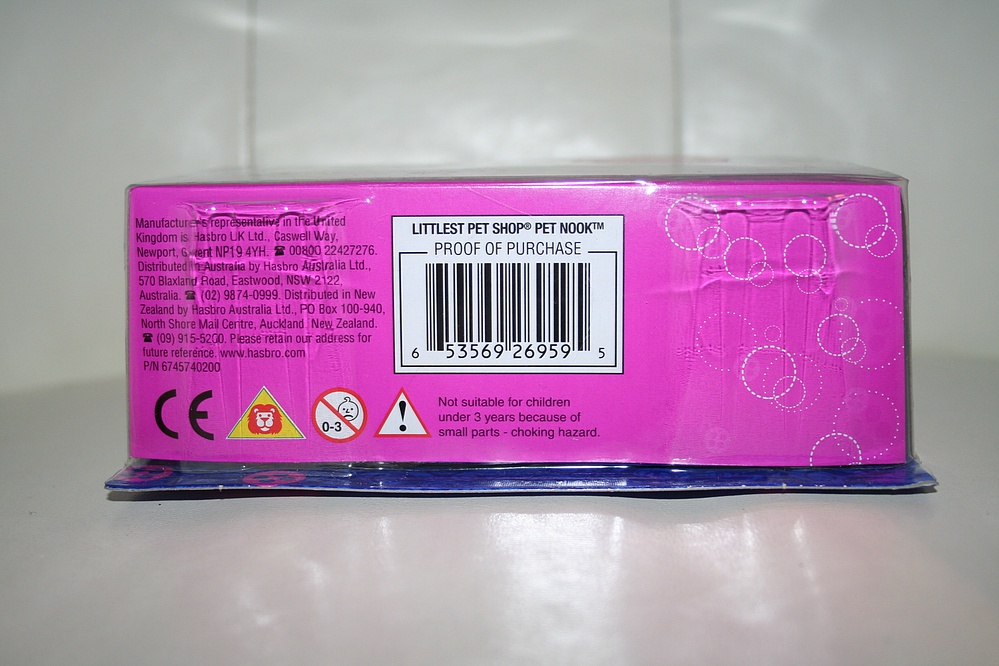 Manufacturer's representative in the United
Kingdom is Hasbro UK Ltd., Caswell Way,
Newport, Gwent NP19 4YH. ☎ 00800 22427276.
Distributed in Australia by Hasbro Australia Ltd.,
570 Blaxland Road, Eastwood, NSW 2122,
Australia. ☎ (02) 9874-0999. Distributed in New
Zealand by Hasbro Australia Ltd., PO Box 100-940,
North Shore Mail Centre, Auckland, New Zealand.
☎ (09) 915-5200. Please retain our address for
future reference. www.hasbro.com
P/N 6745740200
CE
0-3
LITTLEST PET SHOP® PET NOOK™
PROOF OF PURCHASE
6 53569 26959 5
Not suitable for children
under 3 years because of
small parts - choking hazard.